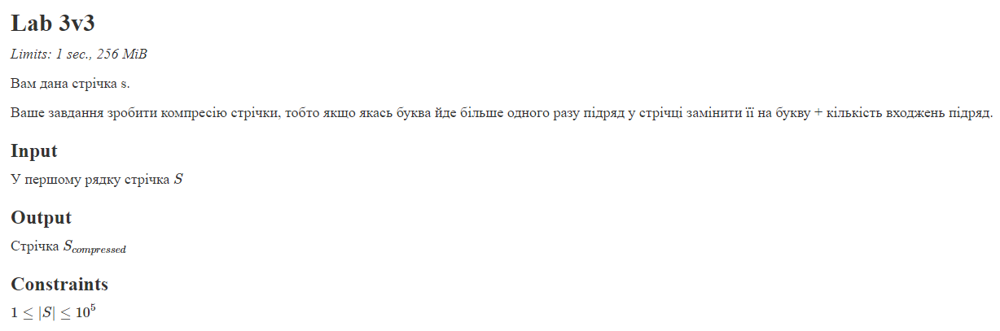 Lab 3v3
Limits: 1 sec., 256 MiB
Вам дана стрічка s.
Ваше завдання зробити компресію стрічки, тобто якщо якась буква йде більше одного разу підряд у стрічці замінити її на букву + кількість входжень підряд.
Input
У першому рядку стрічка S
Output
Стрічка S_{compressed}
Constraints
1 ≤ |S| ≤ 10^5